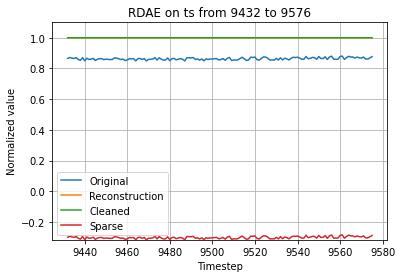 RDAE on ts from 9432 to 9576
Normalized value
1.0
0.8
0.6
0.4
0.2
0.0
−0.2
Original
Reconstruction
Cleaned
Sparse
9440 9460 9480 9500 9520 9540 9560 9580
Timestep